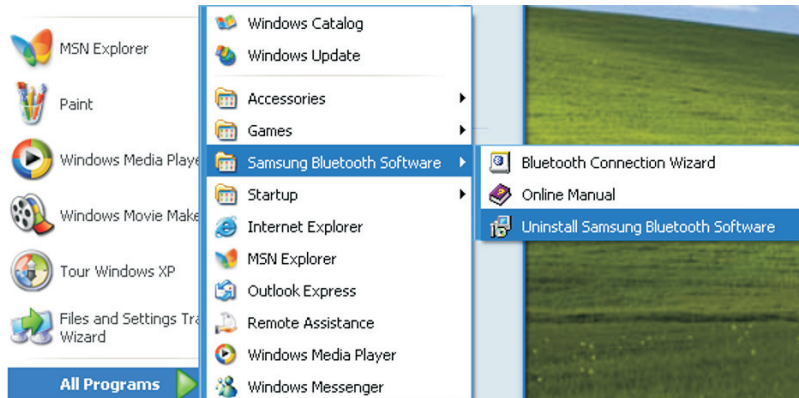 MSN Explorer
Paint
Windows Media Playe
Windows Movie Make
Tour Windows XP
Files and Settings Tra
Wizard
All Programs
Windows Catalog
Windows Update
Accessories
Games
Samsung Bluetooth Software
Startup
Internet Explorer
MSN Explorer
Outlook Express
Remote Assistance
Windows Media Player
Windows Messenger
Bluetooth Connection Wizard
Online Manual
Uninstall Samsung Bluetooth Software